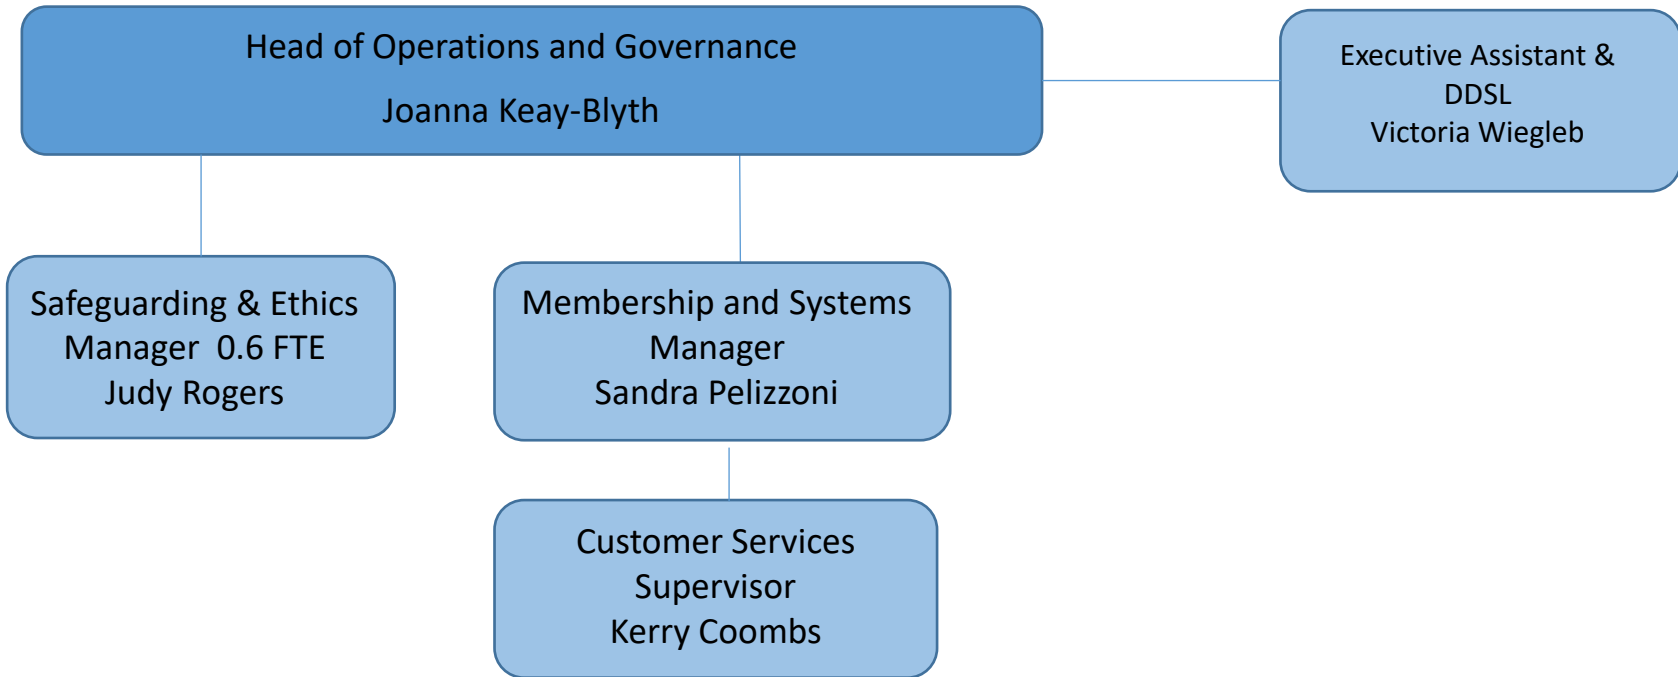 Head of Operations and Governance
Joanna Keay-Blyth
Executive Assistant &
DDSL
Victoria Wiegleb
Safeguarding & Ethics
Manager 0.6 FTE
Judy Rogers
Membership and Systems
Manager
Sandra Pelizzoni
Customer Services
Supervisor
Kerry Coombs